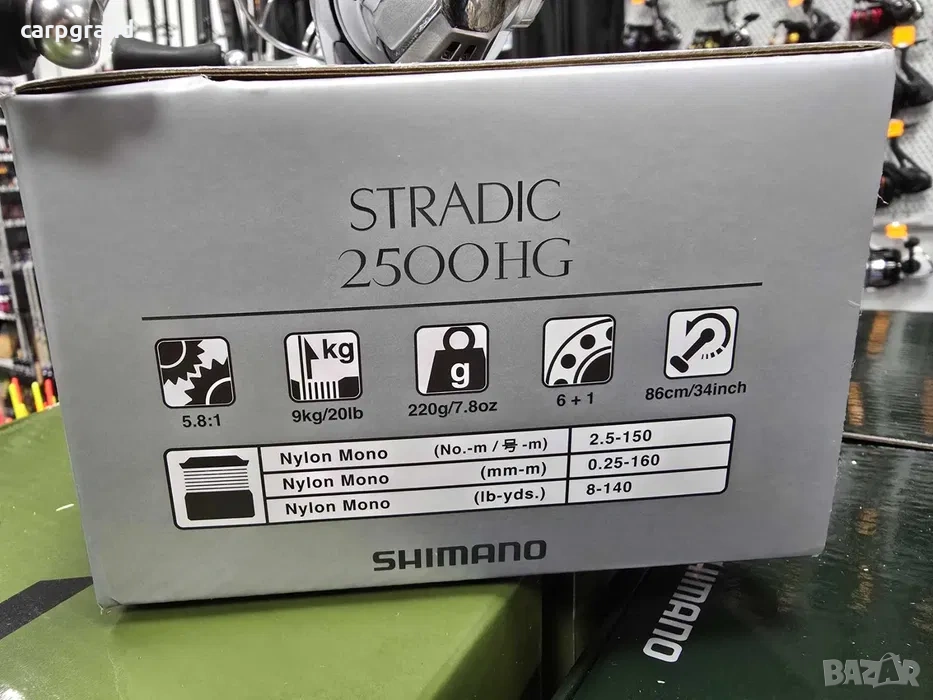 carpgrand
STRADIC
2500HG
kg
g
5.8:1
9kg/20lb
220g/7.8oz
6 + 1
86cm/34inch
Nylon Mono (No.-m / 号 -m) 2.5-150
Nylon Mono (mm-m) 0.25-160
Nylon Mono (lb-yds.) 8-140
SHIMANO
SHIMANO
BAZAR